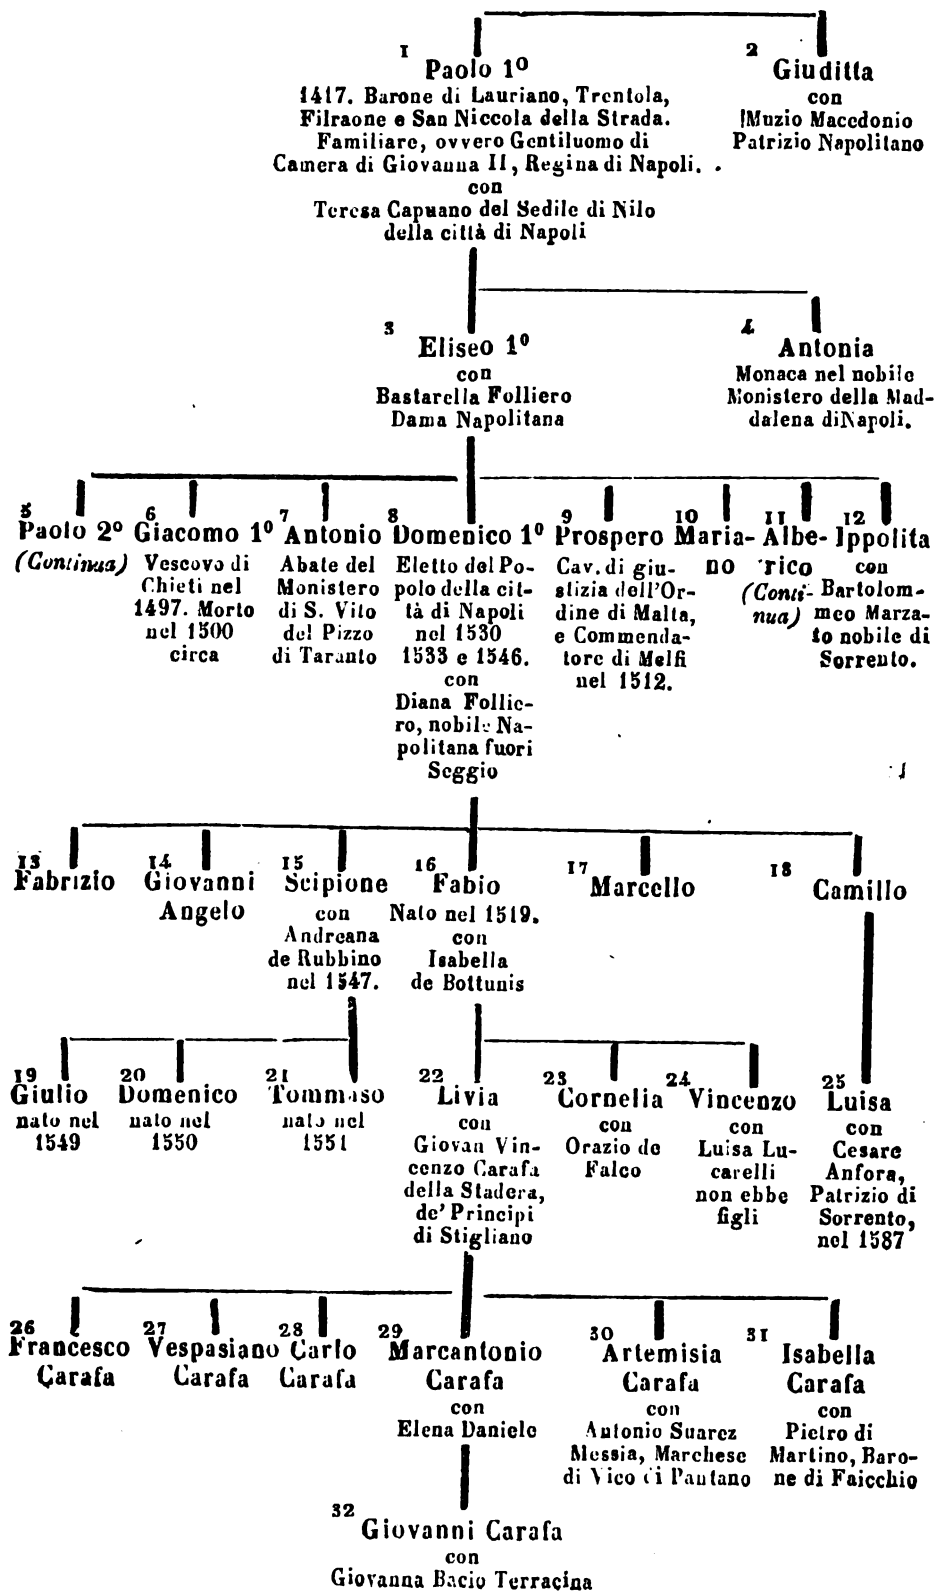 1
Paolo 1º
1417. Barone di Lauriano, Trentola,
Filraone e San Niccola della Strada.
Familiare, ovvero Gentiluomo di
Camera di Giovanna II, Regina di Napoli.
con
Teresa Capuano del Sedile di Nilo
della città di Napoli
2
Giuditta
con
Muzio Macedonio
Patrizio Napolitano
3
Eliseo 1º
con
Bastarella Folliero
Dama Napolitana
4
Antonia
Monaca nel nobile
Monistero della Mad-
dalena di Napoli.
5
Paolo 2º
(Continua)
6
Giacomo 1º
Vescovo di
Chieti nel
1497. Morto
nel 1500
circa
7
Antonio
Abate del
Monistero
di S. Vito
del Pizzo
di Taranto
8
Domenico 1º
Eletto del Po-
polo della cit-
tà di Napoli
nel 1530
1533 e 1546.
con
Diana Follie-
ro, nobile Na-
politana fuori
Seggio
9
Prospero
Cav. di giu-
stizia dell'Or-
dine di Malta,
e Commenda-
tore di Melfi
nel 1512.
10
Maria-
no
11
Albe-
rico
(Conti-
nua)
12
Ippolita
con
Bartolom-
meo Marza-
to nobile di
Sorrento.
13
Fabrizio
14
Giovanni
Angelo
15
Scipione
con
Andreana
de Rubbino
nel 1547.
16
Fabio
Nato nel 1519.
con
Isabella
de Bottunis
17
Marcello
18
Camillo
19
Giulio
nato nel
1549
20
Domenico
nato nel
1550
21
Tommaso
nato nel
1551
22
Livia
con
Giovan Vin-
cenzo Carafa
della Stadera,
de' Principi
di Stigliano
23
Cornelia
con
Orazio de
Falco
24
Vincenzo
con
Luisa Lu-
carelli
non ebbe
figli
25
Luisa
con
Cesare
Anfora,
Patrizio di
Sorrento,
nel 1587
26
Francesco
Carafa
27
Vespasiano
Carafa
28
Carlo
Carafa
29
Marcantonio
Carafa
con
Elena Daniele
30
Artemisia
Carafa
con
Antonio Suarez
Messia, Marchese
di Vico di Pantano
31
Isabella
Carafa
con
Pietro di
Martino, Baro-
ne di Faicchio
32
Giovanni Carafa
con
Giovanna Bacio Terracina